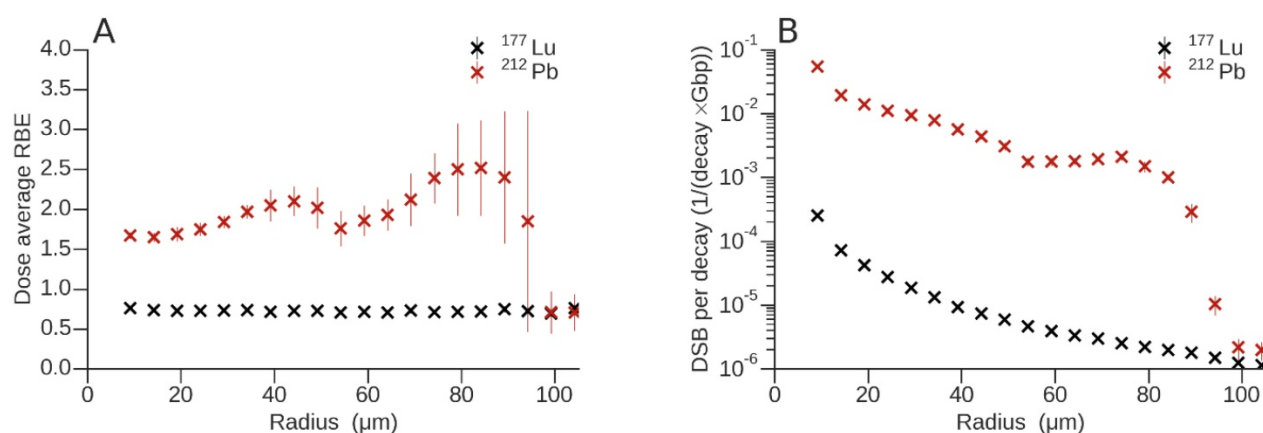 A
4.0
3.5
3.0
2.5
2.0
1.5
1.0
0.5
0.0
Dose average RBE
0
20
40
60
80
100
Radius (μm)
¹⁷⁷Lu
²¹²Pb
B
10⁻¹
10⁻²
10⁻³
10⁻⁴
10⁻⁵
10⁻⁶
DSB per decay (1/(decay ×Gbp))
0
20
40
60
80
100
Radius (μm)
¹⁷⁷Lu
²¹²Pb